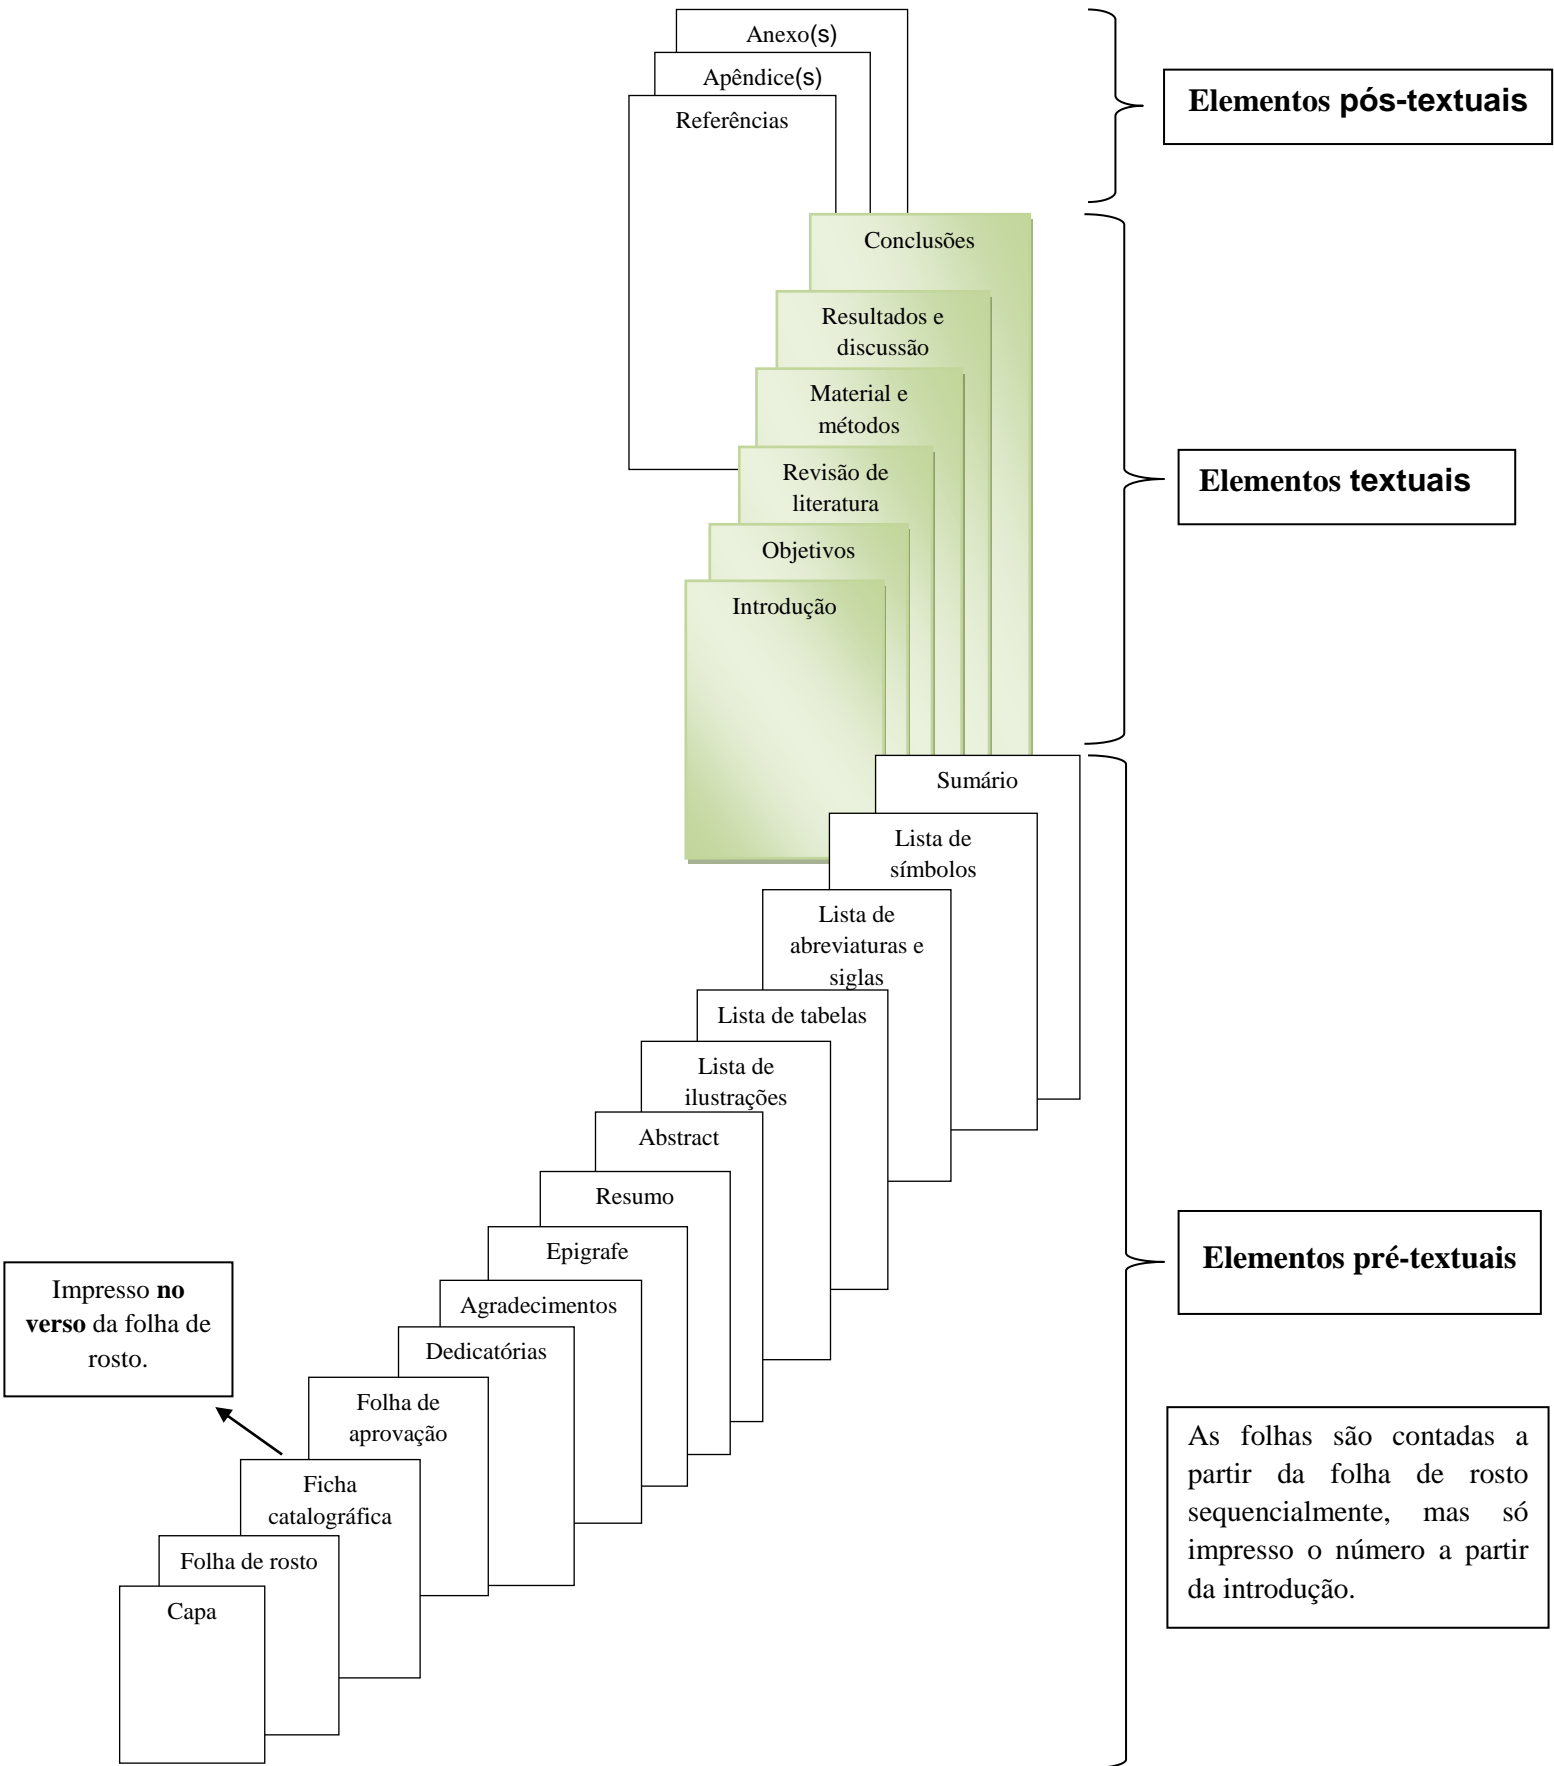 Anexo(s)
Apêndice(s)
Referências
Elementos pós-textuais
Conclusões
Resultados e
discussão
Material e
métodos
Revisão de
literatura
Objetivos
Introdução
Elementos textuais
Sumário
Lista de
símbolos
Lista de
abreviaturas e
siglas
Lista de tabelas
Lista de
ilustrações
Abstract
Resumo
Epigrafe
Agradecimentos
Dedicatórias
Folha de
aprovação
Ficha
catalográfica
Folha de rosto
Capa
Impresso no
verso da folha de
rosto.
Elementos pré-textuais
As folhas são contadas a
partir da folha de rosto
sequencialmente, mas só
impresso o número a partir
da introdução.